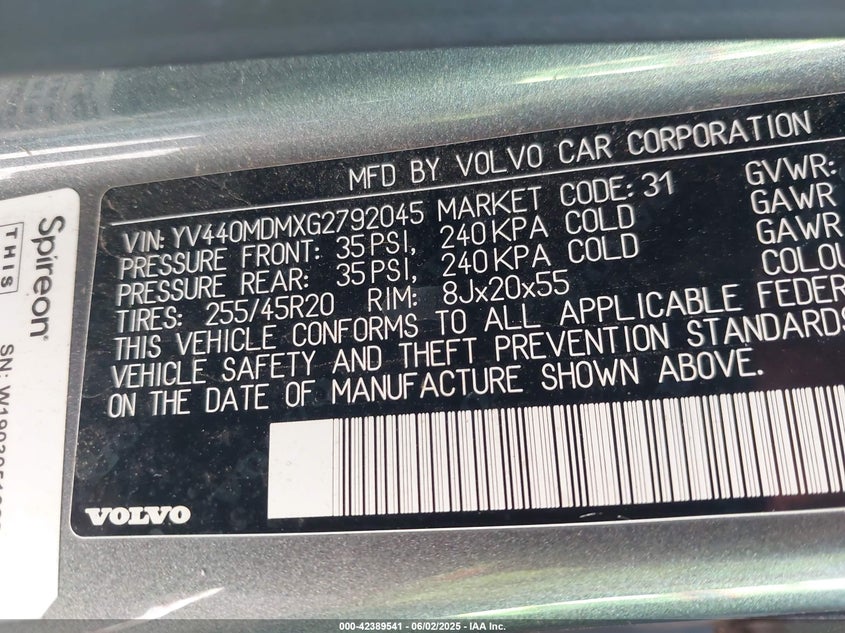 MFD BY VOLVO CAR CORPORATION
VIN: YV440MDMXG2792045 MARKET CODE: 31 GVWR:
PRESSURE FRONT: 35 PSI, 240 KPA COLD GAWR
PRESSURE REAR: 35 PSI, 240 KPA COLD GAWR
TIRES: 255/45R20 RIM: 8Jx20x55 COLOU
THIS VEHICLE CONFORMS TO ALL APPLICABLE FEDER
VEHICLE SAFETY AND THEFT PREVENTION STANDARDS
ON THE DATE OF MANUFACTURE SHOWN ABOVE.
VOLVO
Spireon
THIS
SN:
000-42389541 - 06/02/2025 - IAA Inc.